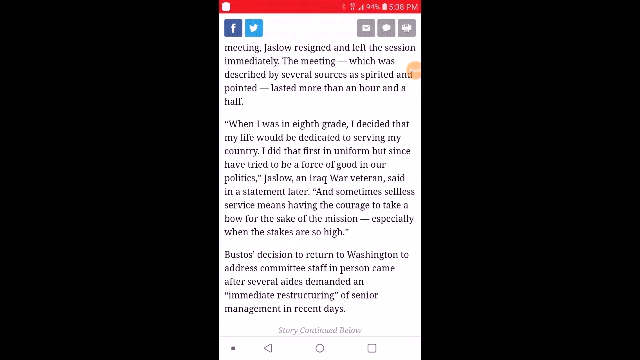 94% 5:38 PM
meeting, Jaslow resigned and left the session
immediately. The meeting — which was
described by several sources as spirited and
pointed — lasted more than an hour and a
half.
“When I was in eighth grade, I decided that
my life would be dedicated to serving my
country. I did that first in uniform but since
have tried to be a force of good in our
politics,” Jaslow, an Iraq War veteran, said
in a statement later. “And sometimes selfless
service means having the courage to take a
bow for the sake of the mission — especially
when the stakes are so high.”
Bustos’ decision to return to Washington to
address committee staff in person came
after several aides demanded an
“immediate restructuring” of senior
management in recent days.
Story Continued Below